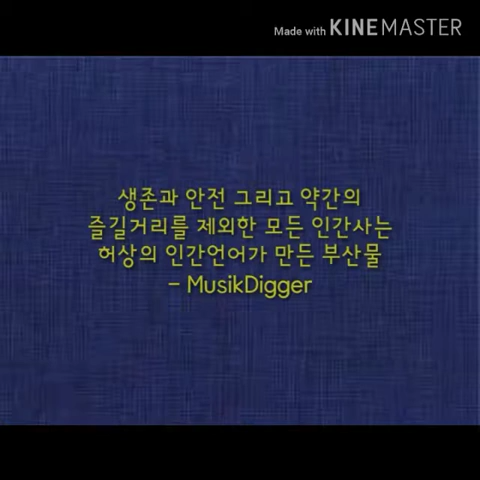 Made with KINEMASTER
생존과 안전 그리고 약간의
즐길거리를 제외한 모든 인간사는
허상의 인간언어가 만든 부산물
- MusikDigger